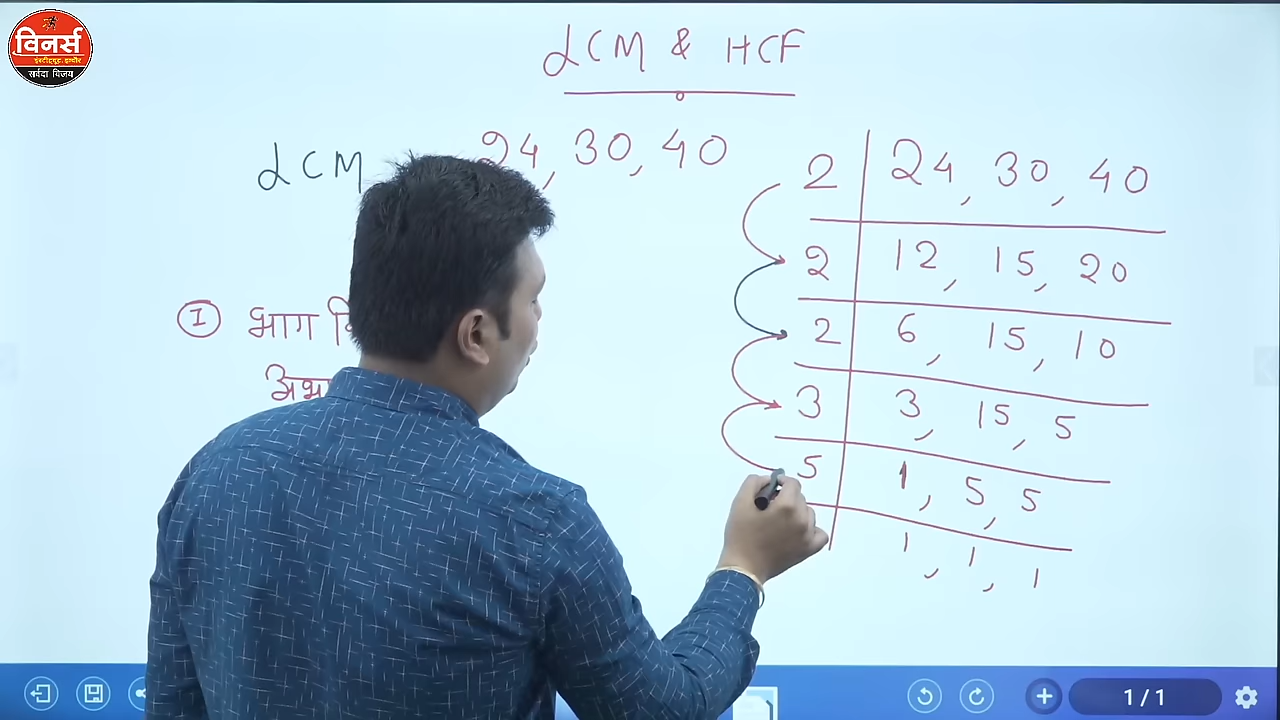 विनर्स
इंस्टीट्यूट, इन्दौर
सर्वदा विजय
LCM & HCF
LCM 24, 30, 40
I भाग
2 24, 30, 40
2 12, 15, 20
2 6, 15, 10
3 3, 15, 5
5 1, 5, 5
1, 1, 1
1/1